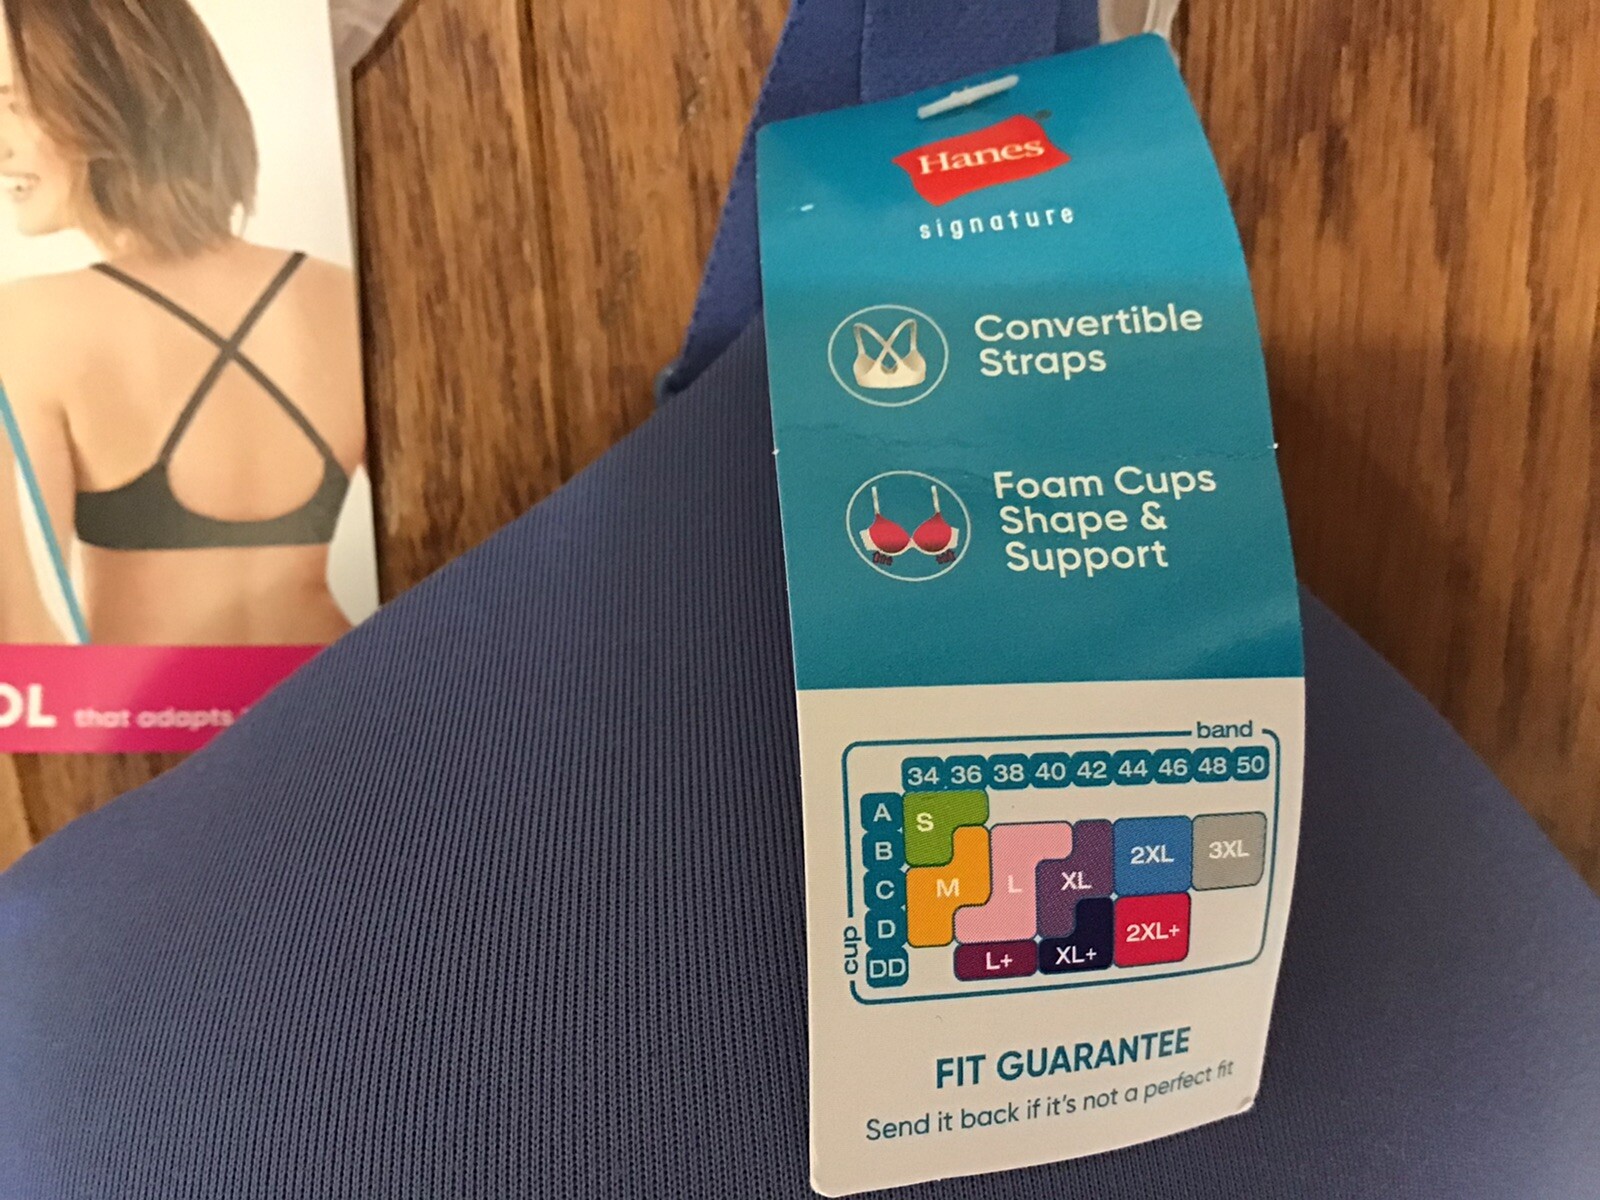 Hanes
signature
Convertible
Straps
Foam Cups
Shape &
Support
band
34 36 38 40 42 44 46 48 50
A
B
C
D
DD
cup
S
M
L
XL
2XL
3XL
L+
XL+
2XL+
FIT GUARANTEE
Send it back if it's not a perfect fit
OL that adapts